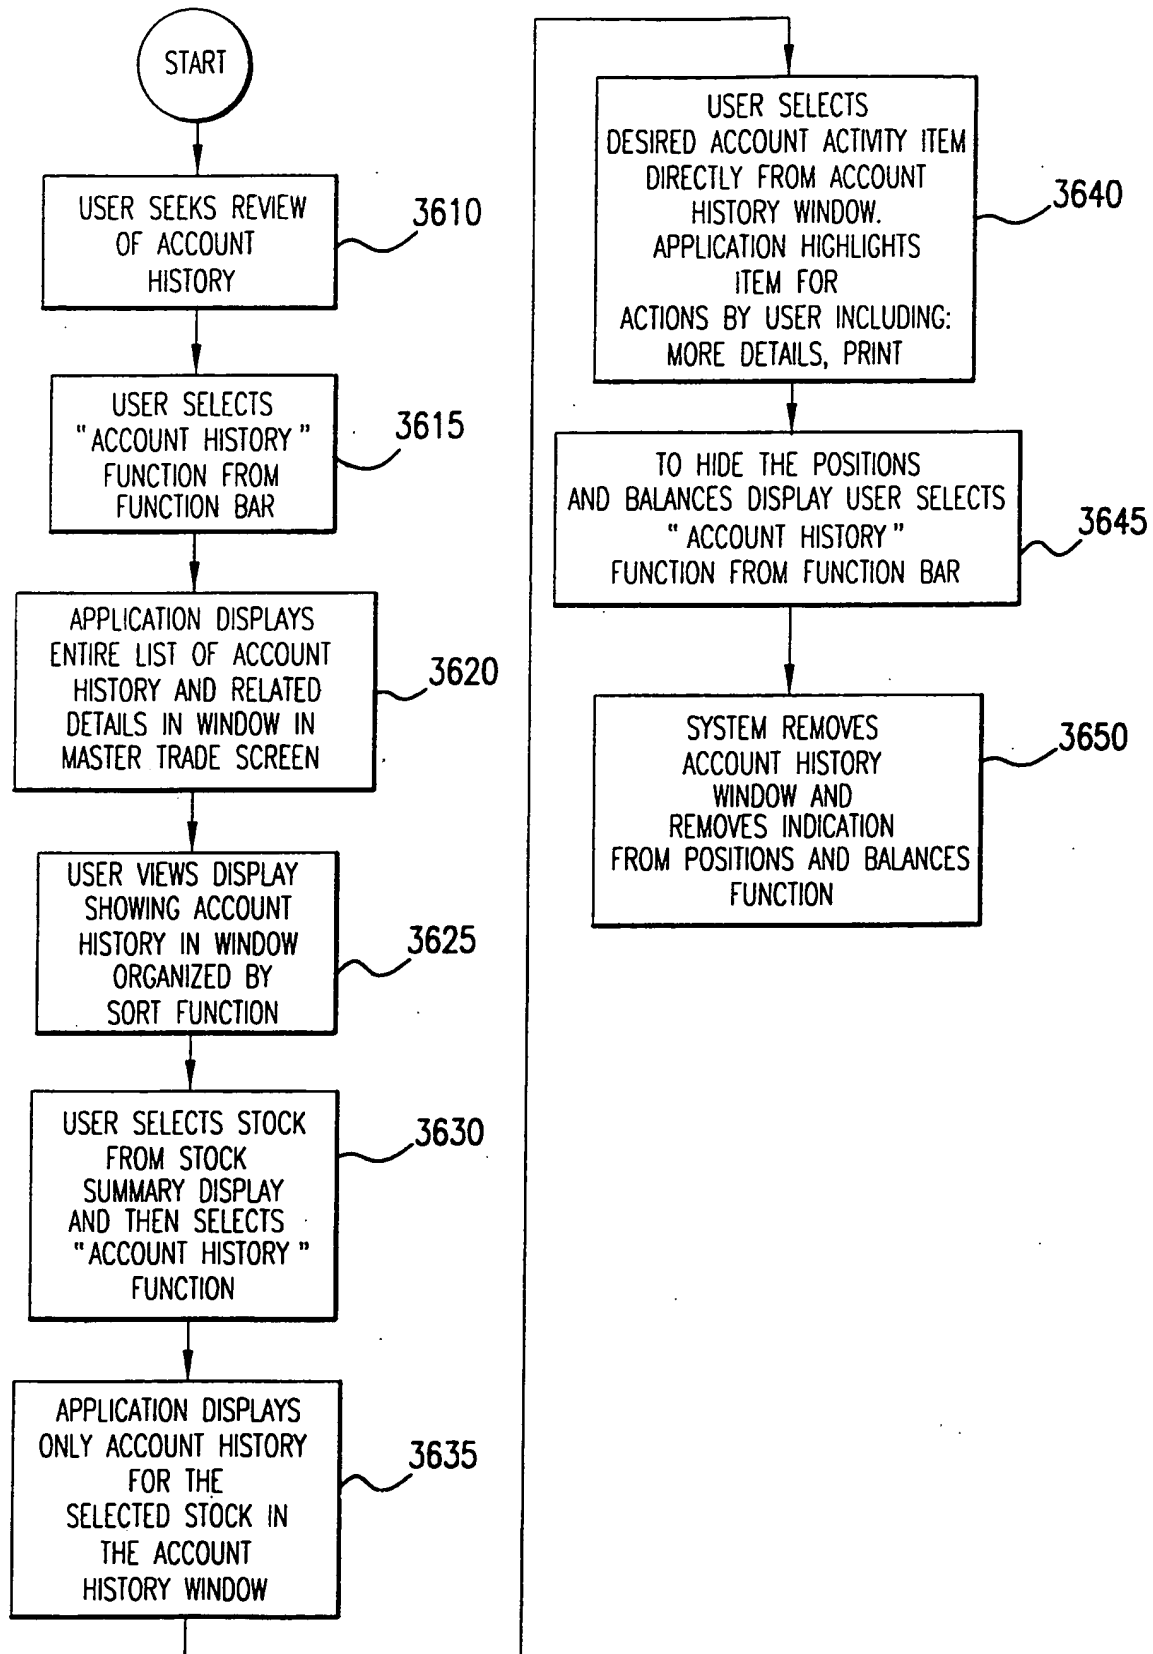 START
USER SEEKS REVIEW
OF ACCOUNT
HISTORY
3610
USER SELECTS
"ACCOUNT HISTORY"
FUNCTION FROM
FUNCTION BAR
3615
APPLICATION DISPLAYS
ENTIRE LIST OF ACCOUNT
HISTORY AND RELATED
DETAILS IN WINDOW IN
MASTER TRADE SCREEN
3620
USER VIEWS DISPLAY
SHOWING ACCOUNT
HISTORY IN WINDOW
ORGANIZED BY
SORT FUNCTION
3625
USER SELECTS STOCK
FROM STOCK
SUMMARY DISPLAY
AND THEN SELECTS
"ACCOUNT HISTORY"
FUNCTION
3630
APPLICATION DISPLAYS
ONLY ACCOUNT HISTORY
FOR THE
SELECTED STOCK IN
THE ACCOUNT
HISTORY WINDOW
3635
USER SELECTS
DESIRED ACCOUNT ACTIVITY ITEM
DIRECTLY FROM ACCOUNT
HISTORY WINDOW.
APPLICATION HIGHLIGHTS
ITEM FOR
ACTIONS BY USER INCLUDING:
MORE DETAILS, PRINT
3640
TO HIDE THE POSITIONS
AND BALANCES DISPLAY USER SELECTS
"ACCOUNT HISTORY"
FUNCTION FROM FUNCTION BAR
3645
SYSTEM REMOVES
ACCOUNT HISTORY
WINDOW AND
REMOVES INDICATION
FROM POSITIONS AND BALANCES
FUNCTION
3650